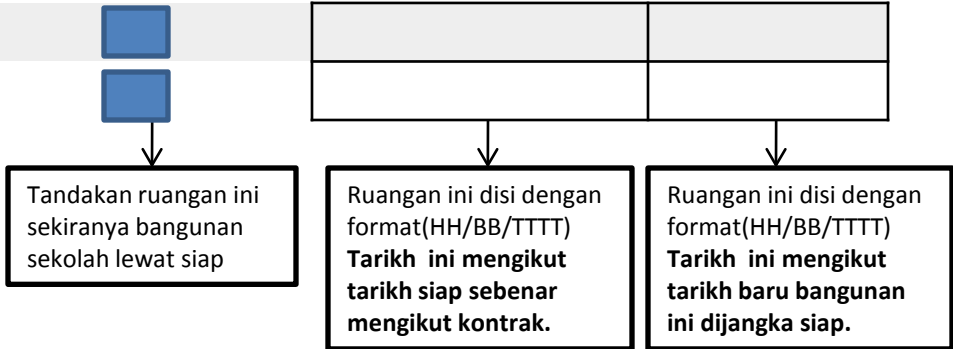 Tandakan ruangan ini
sekiranya bangunan
sekolah lewat siap
Ruangan ini disi dengan
format(HH/BB/TTTT)
Tarikh ini mengikut
tarikh siap sebenar
mengikut kontrak.
Ruangan ini disi dengan
format(HH/BB/TTTT)
Tarikh ini mengikut
tarikh baru bangunan
ini dijangka siap.